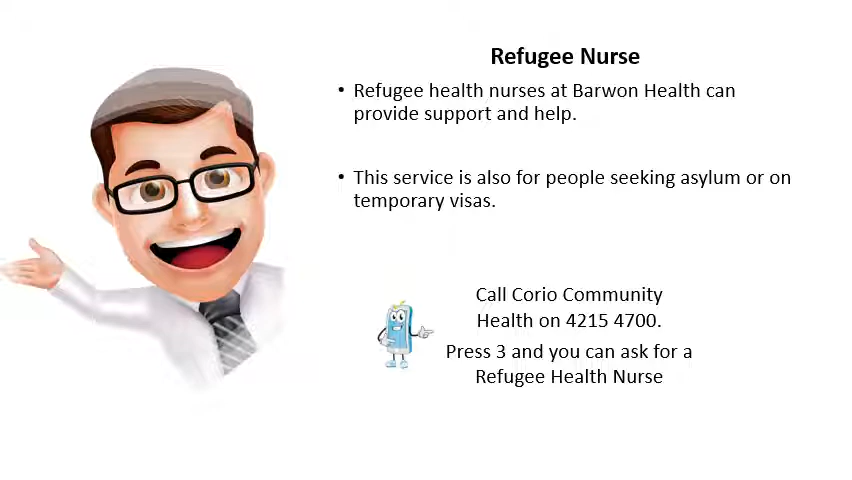 Refugee Nurse
• Refugee health nurses at Barwon Health can
provide support and help.
• This service is also for people seeking asylum or on
temporary visas.
Call Corio Community
Health on 4215 4700.
Press 3 and you can ask for a
Refugee Health Nurse